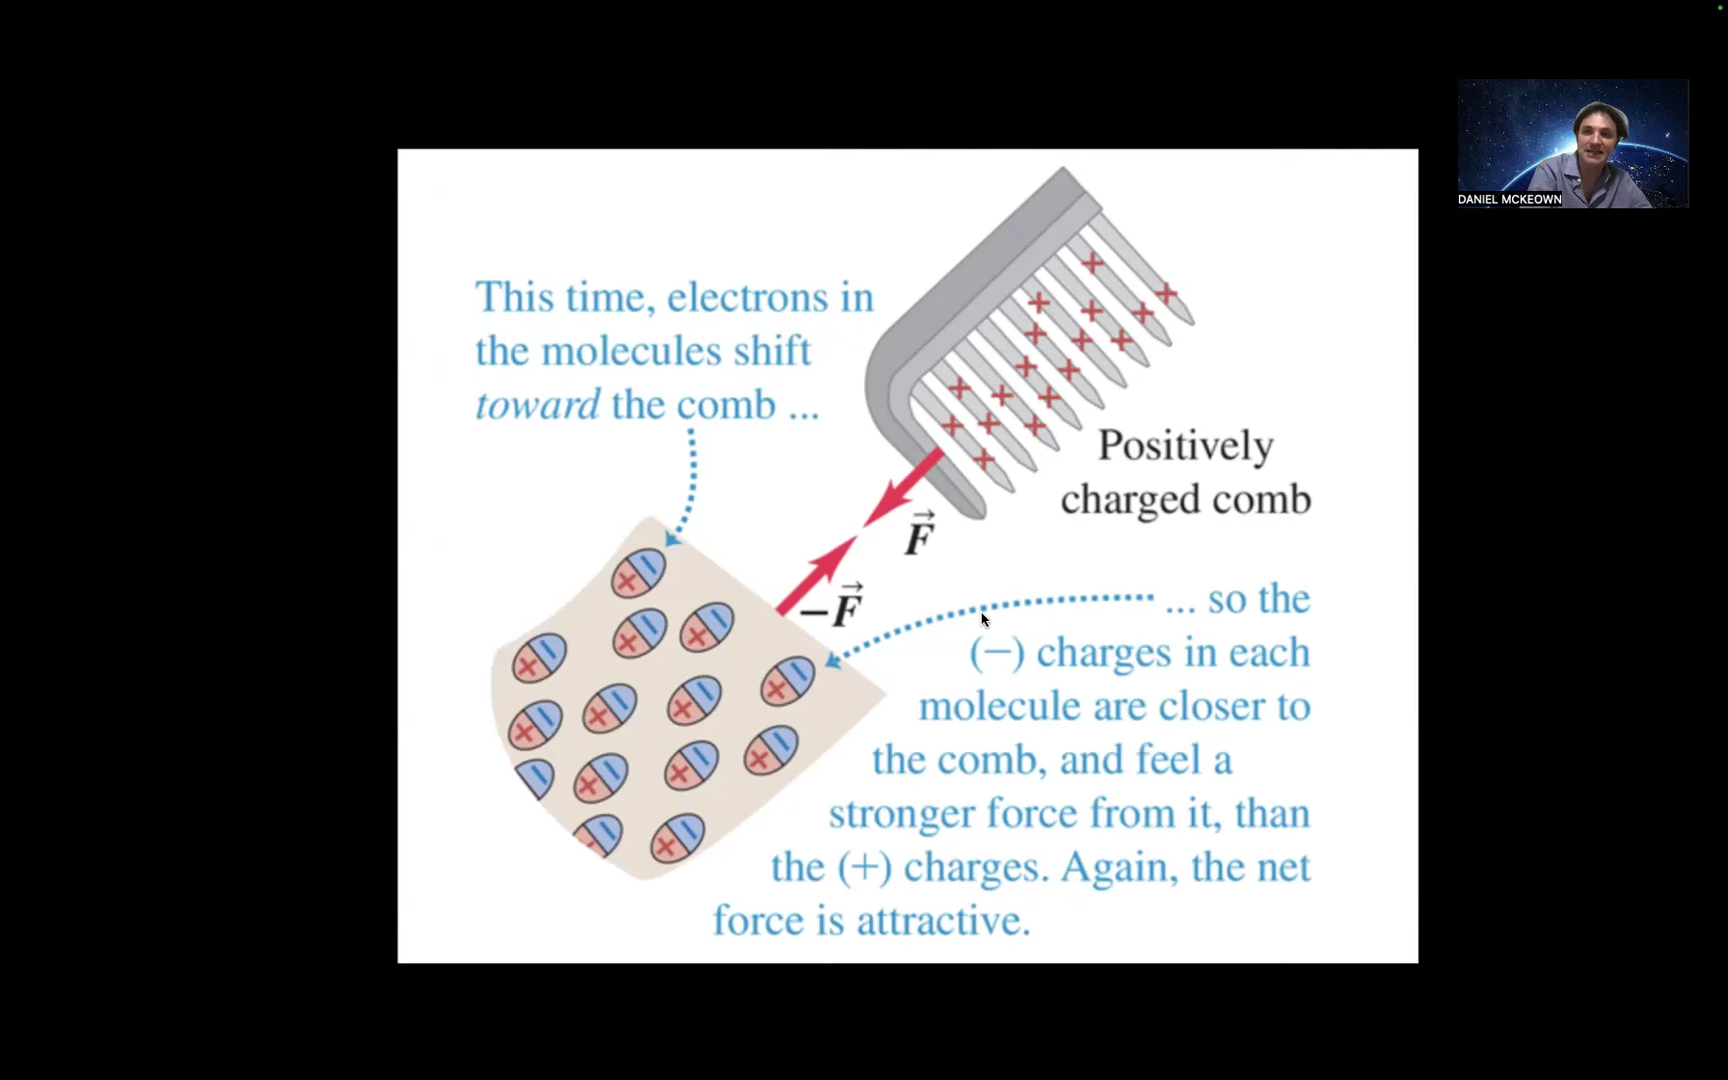 DANIEL MCKEOWN
This time, electrons in
the molecules shift
toward the comb ...
Positively
charged comb
F
−F
... so the
(−) charges in each
molecule are closer to
the comb, and feel a
stronger force from it, than
the (+) charges. Again, the net
force is attractive.